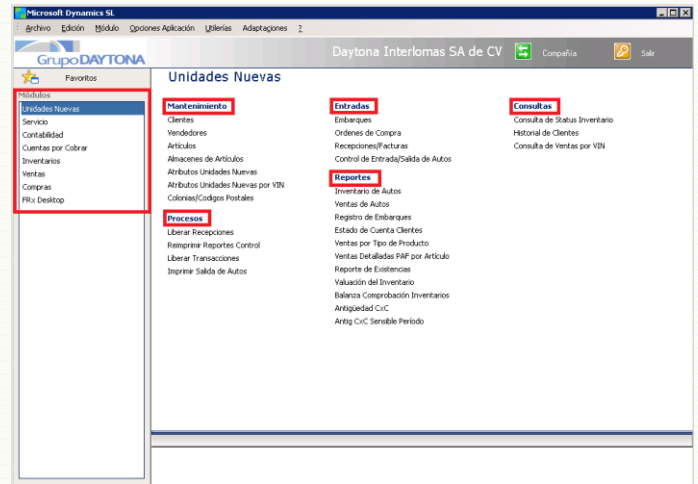 Microsoft Dynamics SL
Archivo Edición Módulo Opciones Aplicación Utilerías Adaptaciones ?
GrupoDAYTONA
Daytona Interlomas SA de CV Compañia Salir
Favoritos
Módulos
Unidades Nuevas
Servicio
Contabilidad
Cuentas por Cobrar
Inventarios
Ventas
Compras
FRx Desktop
Unidades Nuevas
Mantenimiento
Clientes
Vendedores
Artículos
Almacenes de Artículos
Atributos Unidades Nuevas
Atributos Unidades Nuevas por VIN
Colonias/Codigos Postales
Procesos
Liberar Recepciones
Reimprimir Reportes Control
Liberar Transacciones
Imprimir Salida de Autos
Entradas
Embarques
Ordenes de Compra
Recepciones/Facturas
Control de Entrada/Salida de Autos
Reportes
Inventario de Autos
Ventas de Autos
Registro de Embarques
Estado de Cuenta Clientes
Ventas por Tipo de Producto
Ventas Detalladas PAF por Artículo
Reporte de Existencias
Valuación del Inventario
Balanza Comprobación Inventarios
Antigüedad CxC
Antig CxC Sensible Período
Consultas
Consulta de Status Inventario
Historial de Clientes
Consulta de Ventas por VIN